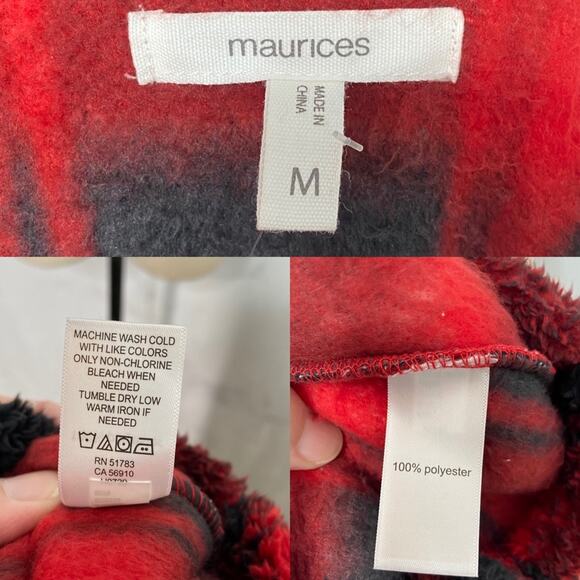 maurices
MADE IN
CHINA
M
MACHINE WASH COLD
WITH LIKE COLORS
ONLY NON-CHLORINE
BLEACH WHEN
NEEDED
TUMBLE DRY LOW
WARM IRON IF
NEEDED
RN 51783
CA 56910
100% polyester